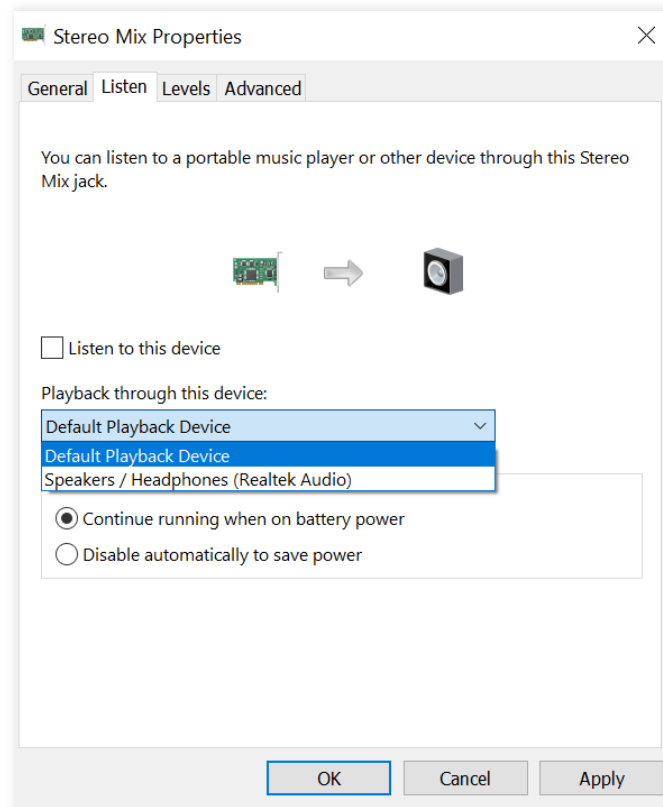 Stereo Mix Properties
General Listen Levels Advanced
You can listen to a portable music player or other device through this Stereo
Mix jack.
Listen to this device
Playback through this device:
Default Playback Device
Default Playback Device
Speakers / Headphones (Realtek Audio)
Continue running when on battery power
Disable automatically to save power
OK Cancel Apply